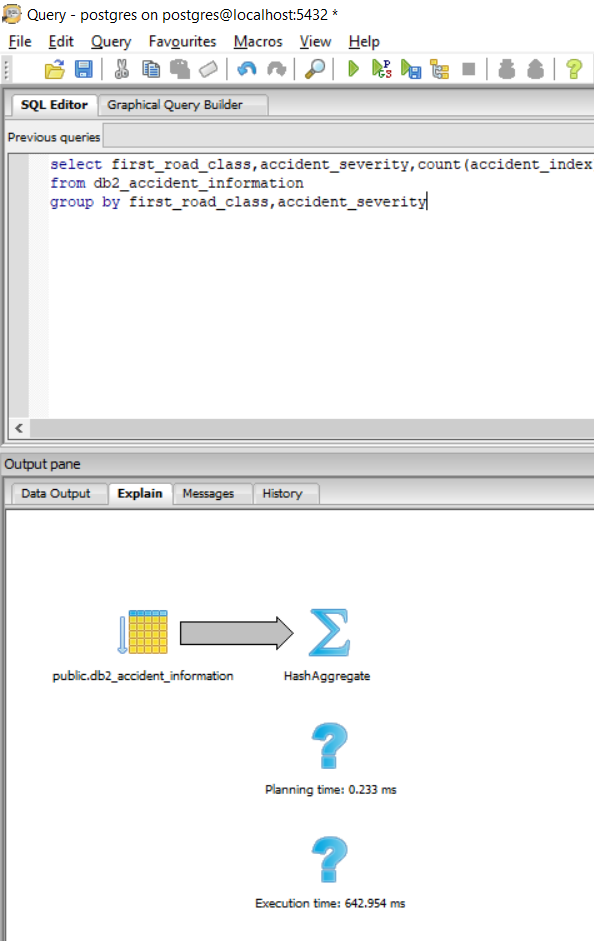 Query - postgres on postgres@localhost:5432 *
File Edit Query Favourites Macros View Help
SQL Editor Graphical Query Builder
Previous queries
select first_road_class,accident_severity,count(accident_index
from db2_accident_information
group by first_road_class,accident_severity
Output pane
Data Output Explain Messages History
public.db2_accident_information HashAggregate
Planning time: 0.233 ms
Execution time: 642.954 ms